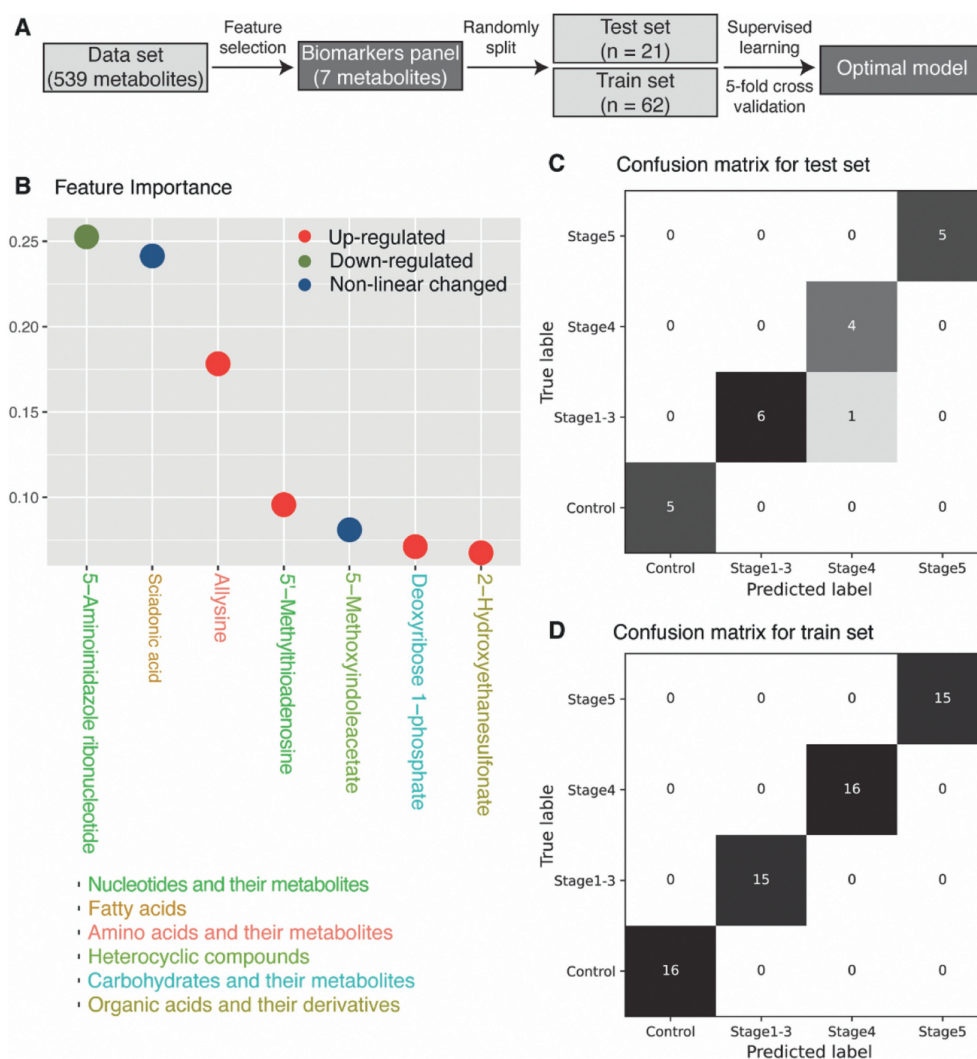 A
Data set
(539 metabolites)
Feature
selection
Biomarkers panel
(7 metabolites)
Randomly
split
Test set
(n = 21)
Train set
(n = 62)
Supervised
learning
5-fold cross
validation
Optimal model
B Feature Importance
Up-regulated
Down-regulated
Non-linear changed
0.25
0.20
0.15
0.10
5-Aminoimidazole ribonucleotide
Sciadonic acid
Allysine
5'-Methylthioadenosine
5-Methoxyindoleacetate
Deoxyribose 1-phosphate
2-Hydroxyethanesulfonate
Nucleotides and their metabolites
Fatty acids
Amino acids and their metabolites
Heterocyclic compounds
Carbohydrates and their metabolites
Organic acids and their derivatives
C Confusion matrix for test set
True lable
Stage5 0 0 0 5
Stage4 0 0 4 0
Stage1-3 0 6 1 0
Control 5 0 0 0
Control Stage1-3 Stage4 Stage5
Predicted label
D Confusion matrix for train set
True lable
Stage5 0 0 0 15
Stage4 0 0 16 0
Stage1-3 0 15 0 0
Control 16 0 0 0
Control Stage1-3 Stage4 Stage5
Predicted label